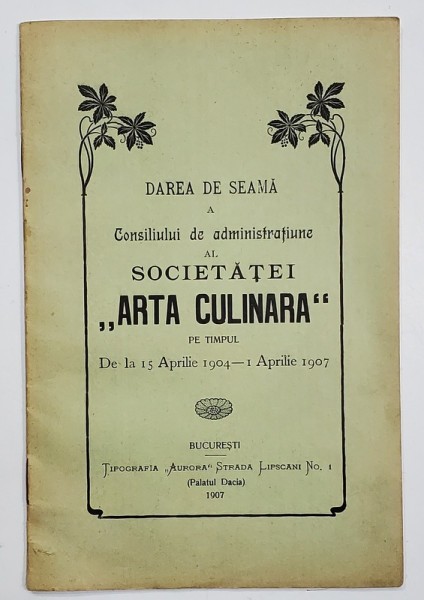 DAREA DE SEAMĂ
A
Consiliului de administrațiune
AL
SOCIETĂȚEI
„ARTA CULINARA“
PE TIMPUL
De la 15 Aprilie 1904—1 Aprilie 1907
BUCUREȘTI
TIPOGRAFIA „AURORA“ STRADA LIPSCANI NO. 1
(Palatul Dacia)
1907